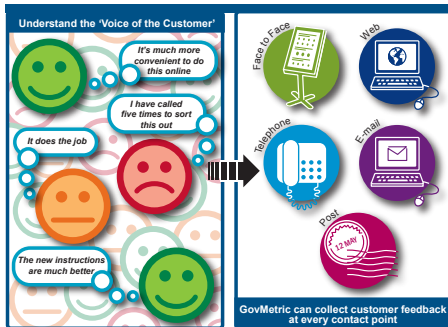 Understand the 'Voice of the Customer'
It's much more
convenient to do
this online
I have called
five times to sort
this out
It does the job
The new instructions
are much better
Face to Face
Web
Telephone
E-mail
Post
12 MAY
GovMetric can collect customer feedback
at every contact point